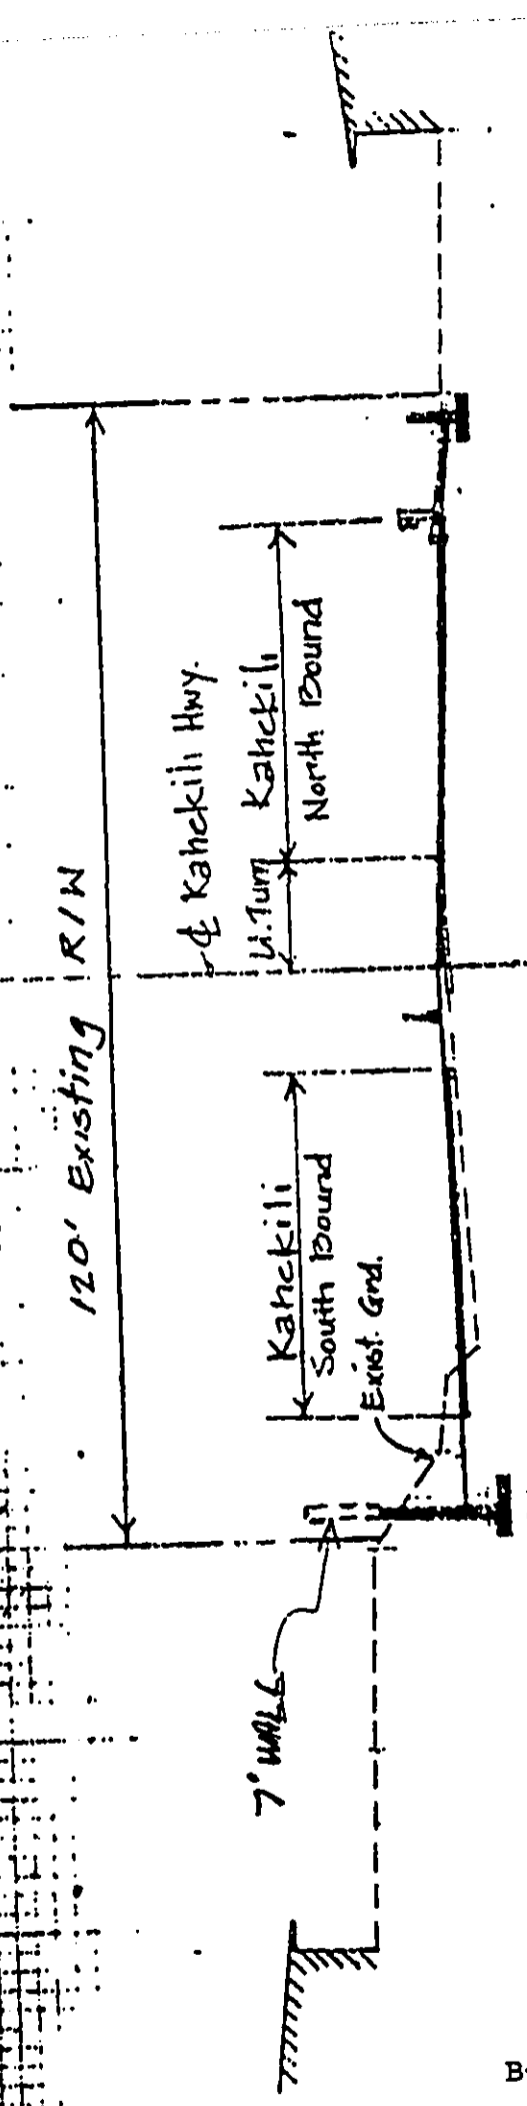 120' Existing R/W
℄ Kahekili Hwy.
Kahekili
South Bound
U-Turn
Kahekili
North Bound
Exist. Grd.
7' WALL
B-